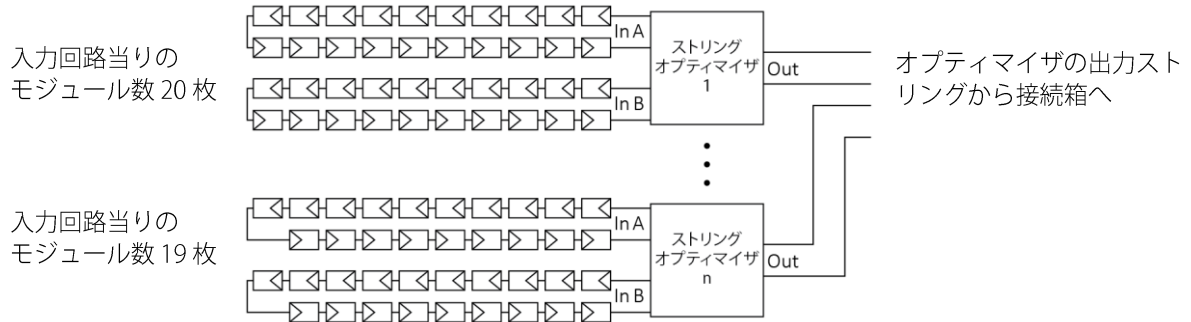 入力回路当りの
モジュール数 20 枚
In A
In B
ストリング
オプティマイザ
1
Out
オプティマイザの出力スト
リングから接続箱へ
入力回路当りの
モジュール数 19 枚
In A
In B
ストリング
オプティマイザ
n
Out